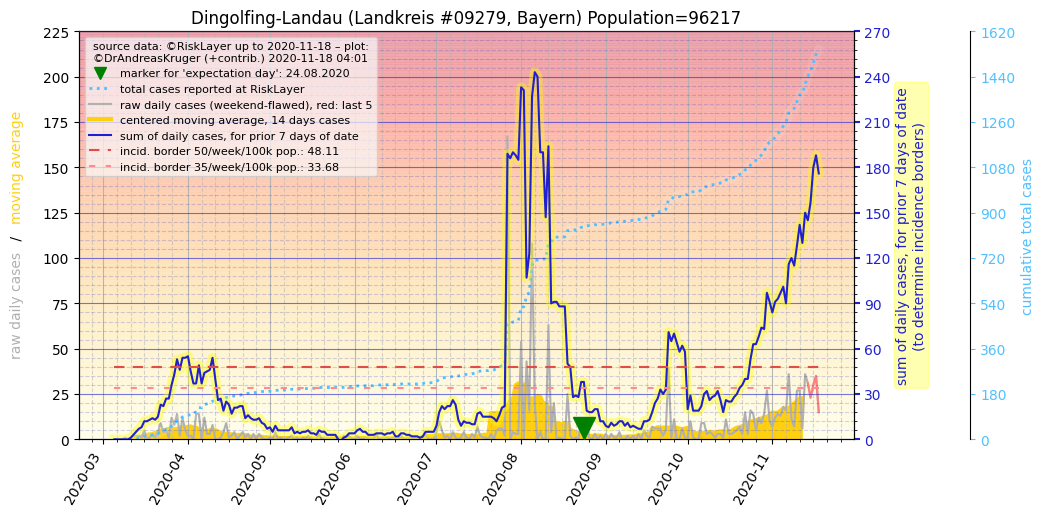 Dingolfing-Landau (Landkreis #09279, Bayern) Population=96217
source data: ©RiskLayer up to 2020-11-18 – plot:
©DrAndreasKruger (+contrib.) 2020-11-18 04:01
marker for 'expectation day': 24.08.2020
total cases reported at RiskLayer
raw daily cases (weekend-flawed), red: last 5
centered moving average, 14 days cases
sum of daily cases, for prior 7 days of date
incid. border 50/week/100k pop.: 48.11
incid. border 35/week/100k pop.: 33.68
raw daily cases / moving average
225
200
175
150
125
100
75
50
25
0
2020-03
2020-04
2020-05
2020-06
2020-07
2020-08
2020-09
2020-10
2020-11
270
240
210
180
150
120
90
60
30
0
sum of daily cases, for prior 7 days of date
(to determine incidence borders)
1620
1440
1260
1080
900
720
540
360
180
0
cumulative total cases